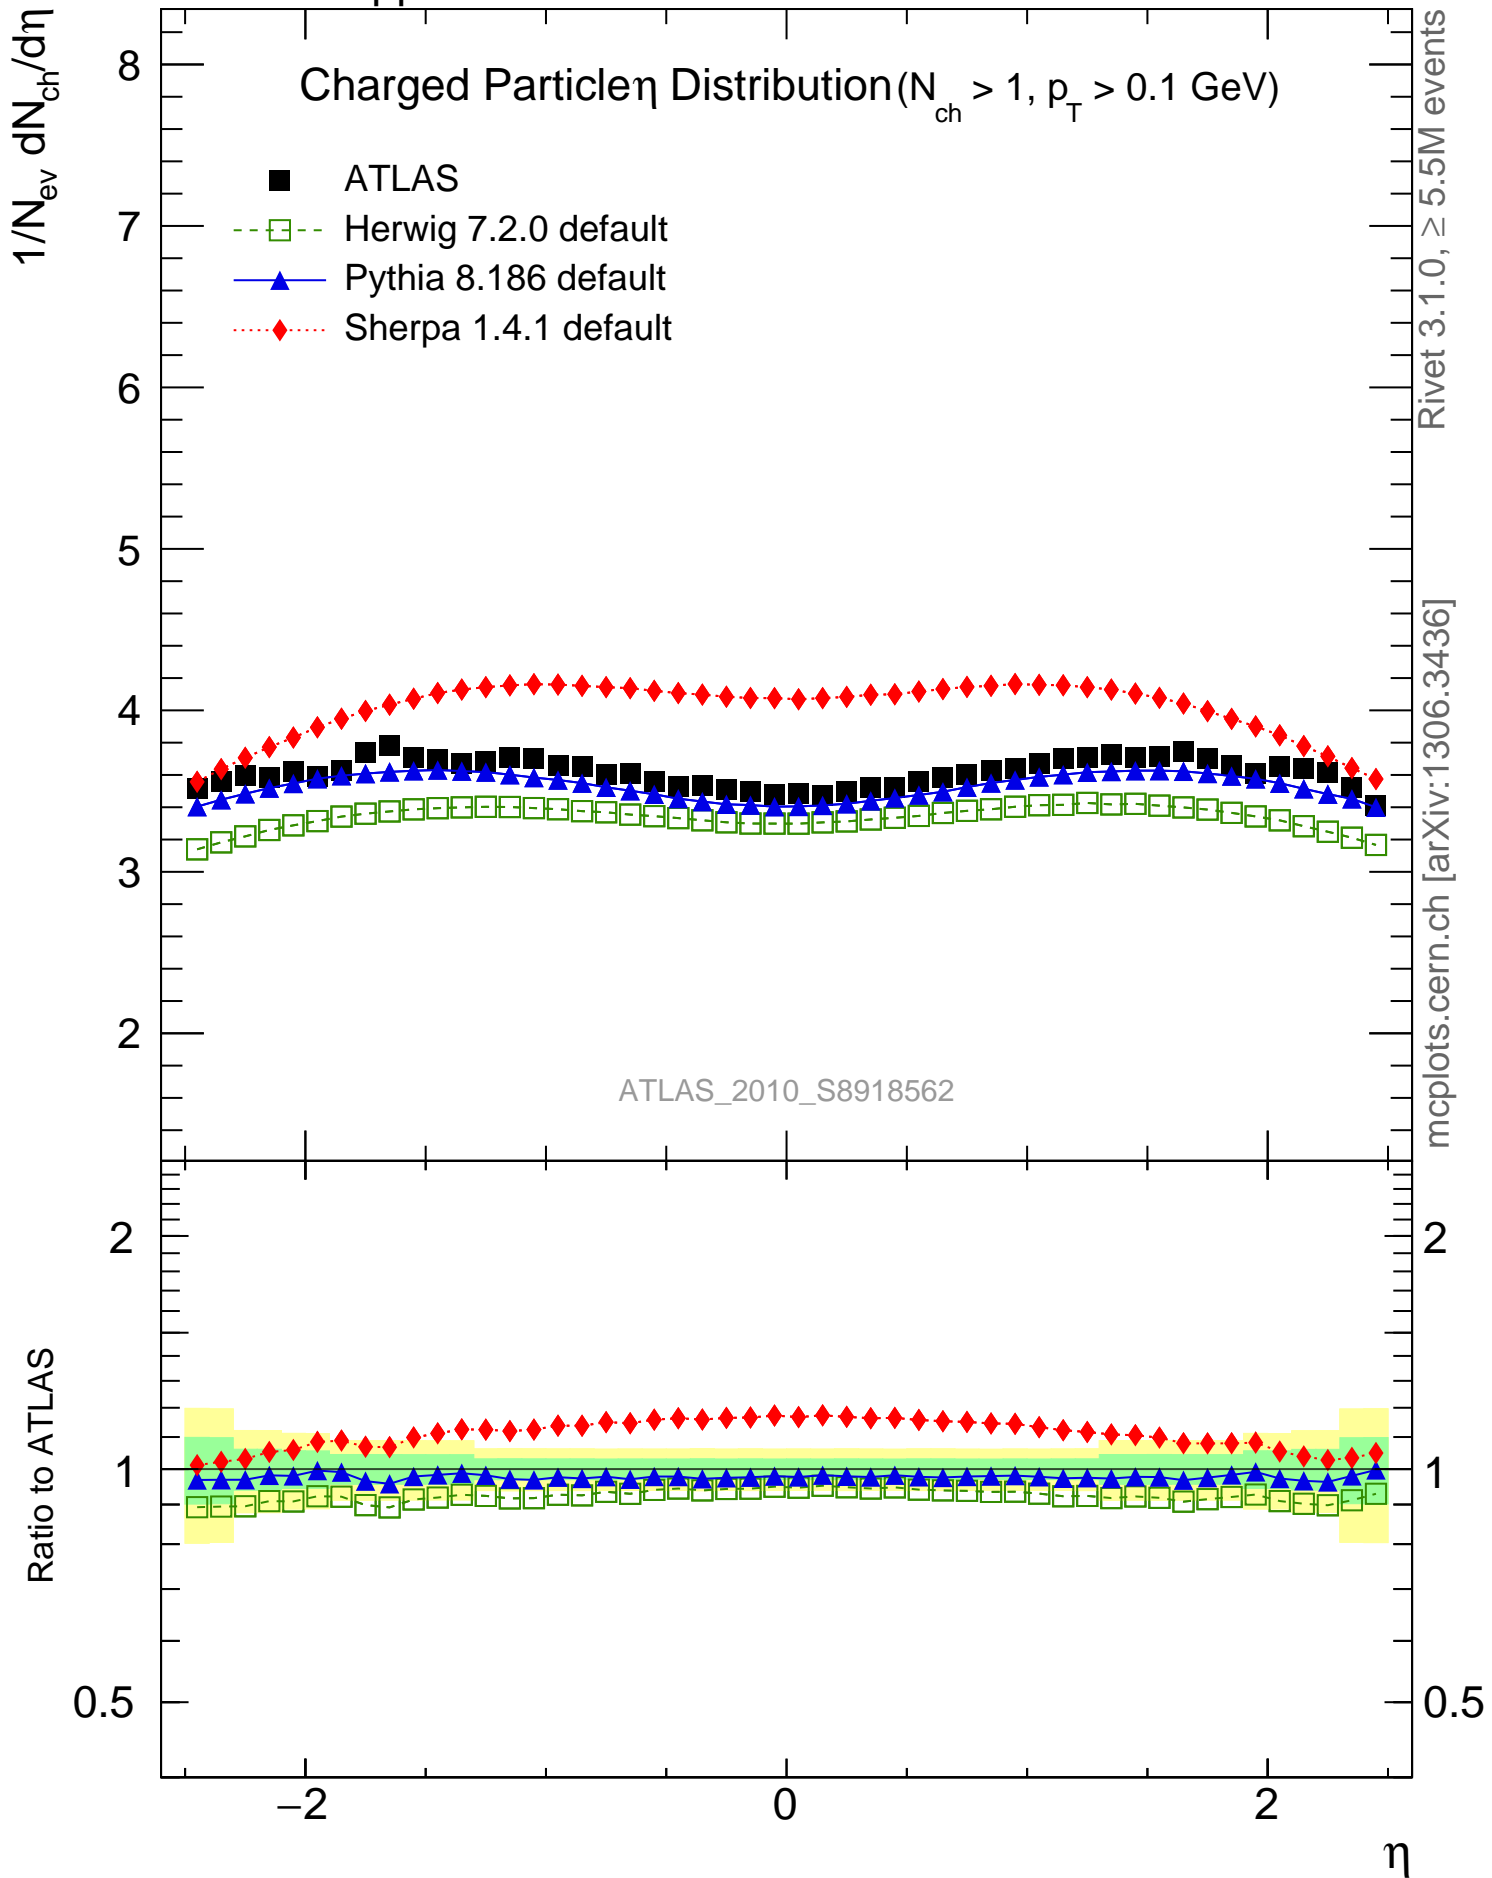 1/N_ev dN_ch/dη
Charged Particleη Distribution(N_ch > 1, p_T > 0.1 GeV)
ATLAS
Herwig 7.2.0 default
Pythia 8.186 default
Sherpa 1.4.1 default
8
7
6
5
4
3
2
ATLAS_2010_S8918562
Rivet 3.1.0, ≥ 5.5M events
mcplots.cern.ch [arXiv:1306.3436]
Ratio to ATLAS
2
1
0.5
2
1
0.5
−2
0
2
η